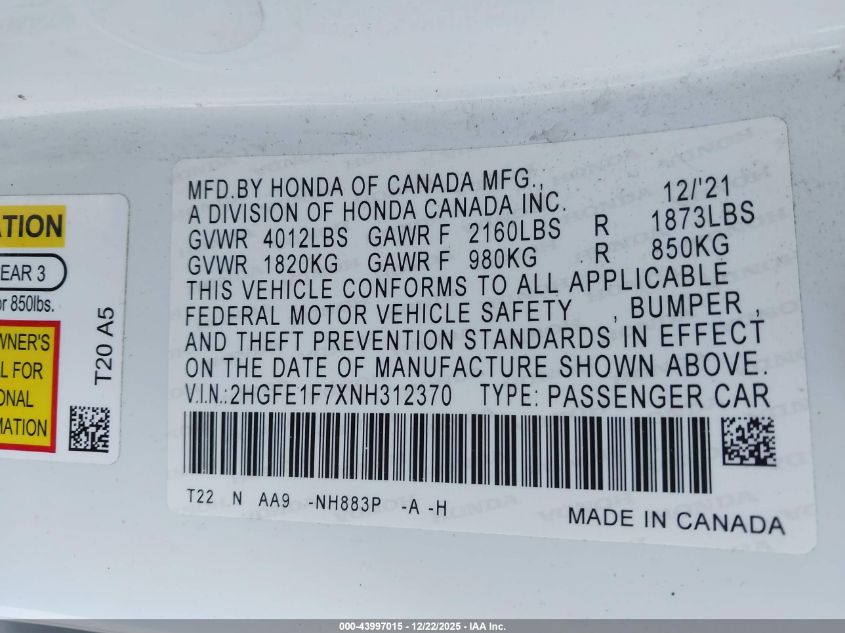 ATION
EAR 3
or 850lbs.
WNER'S
L FOR
ONAL
MATION
T20 A5
MFD.BY HONDA OF CANADA MFG., 12/'21
A DIVISION OF HONDA CANADA INC.
GVWR 4012LBS GAWR F 2160LBS R 1873LBS
GVWR 1820KG GAWR F 980KG R 850KG
THIS VEHICLE CONFORMS TO ALL APPLICABLE
FEDERAL MOTOR VEHICLE SAFETY , BUMPER ,
AND THEFT PREVENTION STANDARDS IN EFFECT
ON THE DATE OF MANUFACTURE SHOWN ABOVE.
V.I.N.:2HGFE1F7XNH312370 TYPE: PASSENGER CAR
T22 N AA9 -NH883P -A -H
MADE IN CANADA
000-43997015 - 12/22/2025 - IAA Inc.